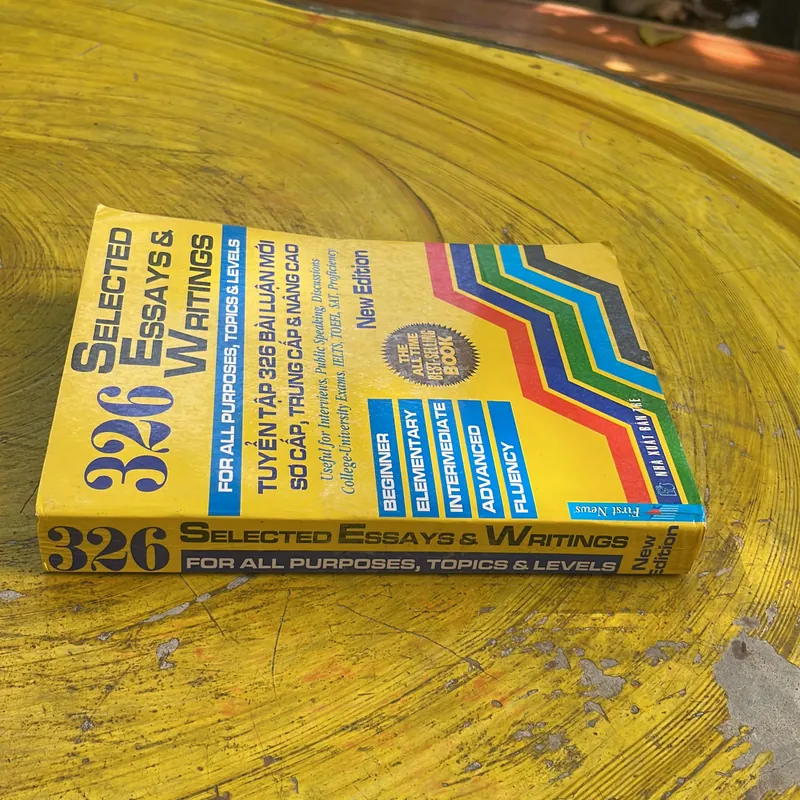 326
SELECTED
ESSAYS &
WRITINGS
FOR ALL PURPOSES, TOPICS & LEVELS
TUYỂN TẬP 326 BÀI LUẬN MỚI
SƠ CẤP, TRUNG CẤP & NÂNG CAO
Useful for Interviews, Public Speaking, Discussions
College-University Exams, IELTS, TOEFL, SAT, Proficiency
New Edition
THE
ALL TIME
BEST-SELLING
BOOK
BEGINNER
ELEMENTARY
INTERMEDIATE
ADVANCED
FLUENCY
First News
NHÀ XUẤT BẢN TRẺ
326
SELECTED ESSAYS & WRITINGS
FOR ALL PURPOSES, TOPICS & LEVELS
New
Edition